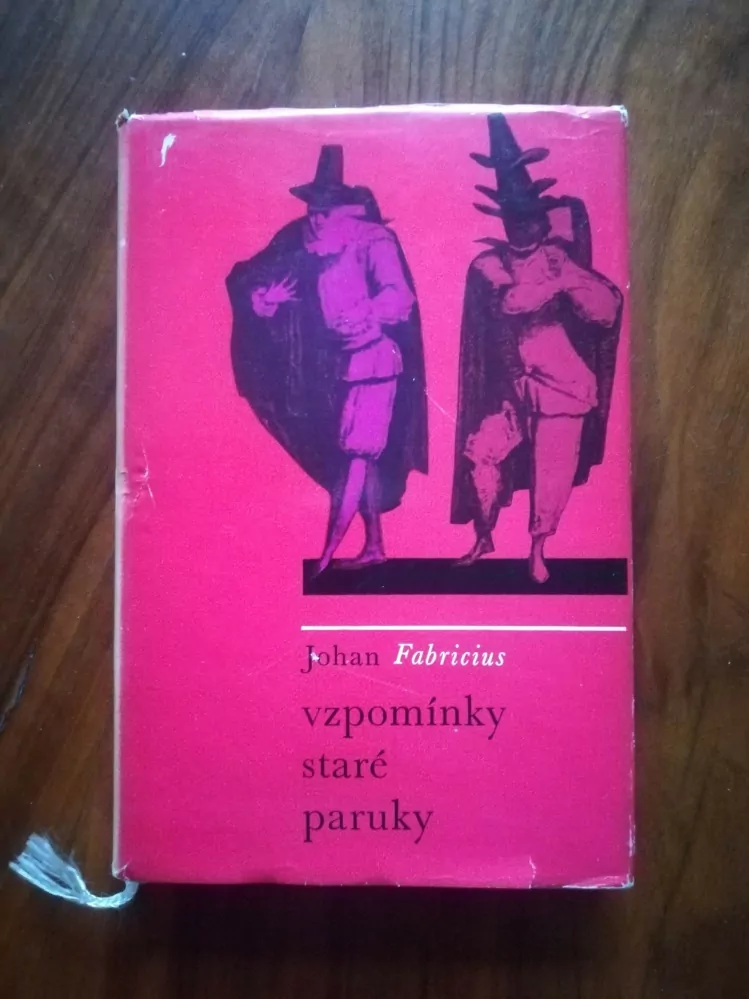 Johan Fabricius
vzpomínky
staré
paruky